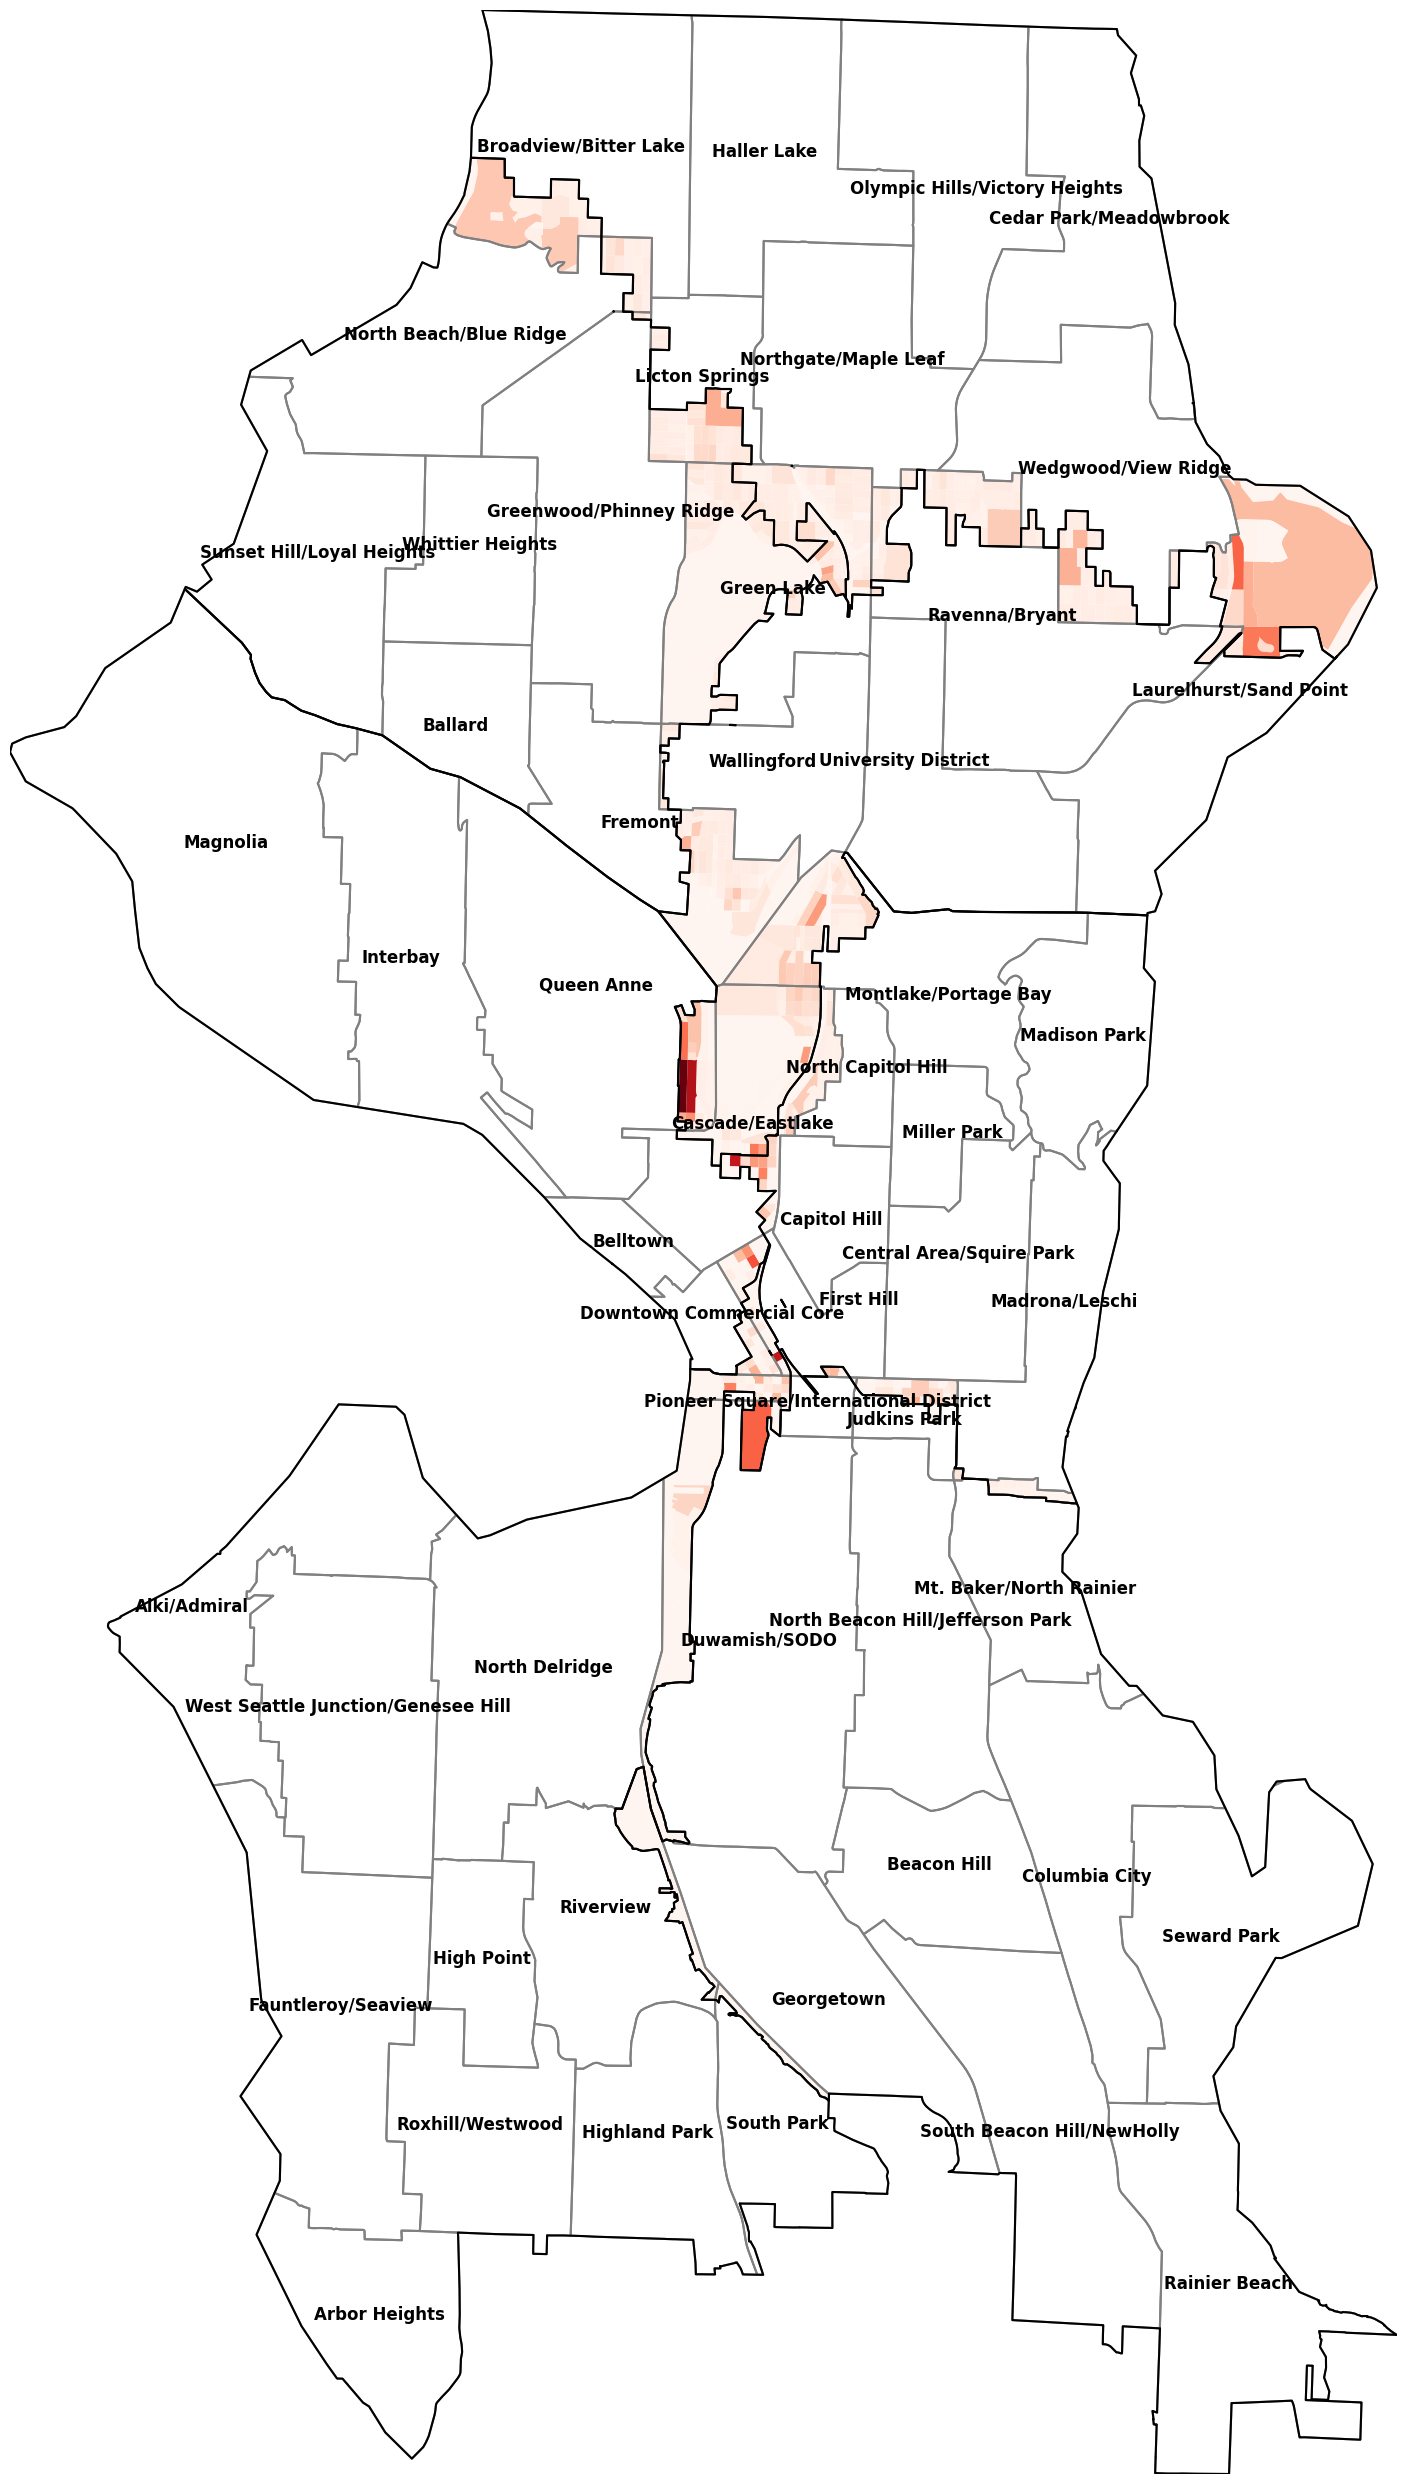 Broadview/Bitter Lake
Haller Lake
Olympic Hills/Victory Heights
Cedar Park/Meadowbrook
North Beach/Blue Ridge
Northgate/Maple Leaf
Licton Springs
Wedgwood/View Ridge
Greenwood/Phinney Ridge
Whittier Heights
Sunset Hill/Loyal Heights
Green Lake
Ravenna/Bryant
Laurelhurst/Sand Point
Ballard
Wallingford
University District
Fremont
Magnolia
Interbay
Queen Anne
Montlake/Portage Bay
Madison Park
North Capitol Hill
Cascade/Eastlake
Miller Park
Capitol Hill
Belltown
Central Area/Squire Park
First Hill
Madrona/Leschi
Downtown Commercial Core
Pioneer Square/International District
Judkins Park
Mt. Baker/North Rainier
Alki/Admiral
North Beacon Hill/Jefferson Park
Duwamish/SODO
North Delridge
West Seattle Junction/Genesee Hill
Beacon Hill
Columbia City
Riverview
Seward Park
High Point
Georgetown
Fauntleroy/Seaview
Roxhill/Westwood
South Park
Highland Park
South Beacon Hill/NewHolly
Rainier Beach
Arbor Heights